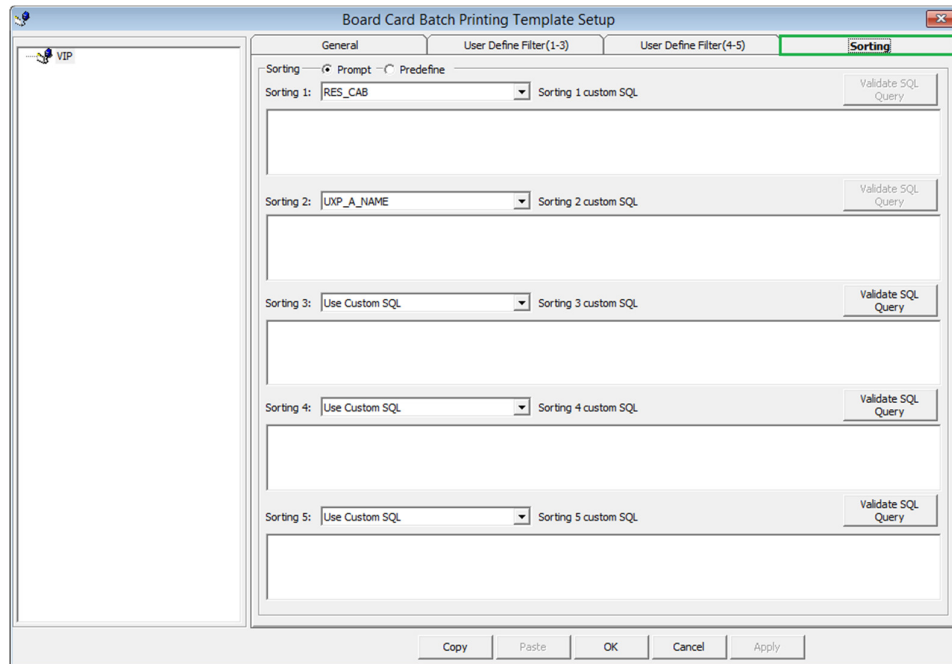 Board Card Batch Printing Template Setup
VIP
General
User Define Filter(1-3)
User Define Filter(4-5)
Sorting
Sorting Prompt Predefine
Sorting 1: RES_CAB Sorting 1 custom SQL
Validate SQL
Query
Sorting 2: UXP_A_NAME Sorting 2 custom SQL
Validate SQL
Query
Sorting 3: Use Custom SQL Sorting 3 custom SQL
Validate SQL
Query
Sorting 4: Use Custom SQL Sorting 4 custom SQL
Validate SQL
Query
Sorting 5: Use Custom SQL Sorting 5 custom SQL
Validate SQL
Query
Copy Paste OK Cancel Apply